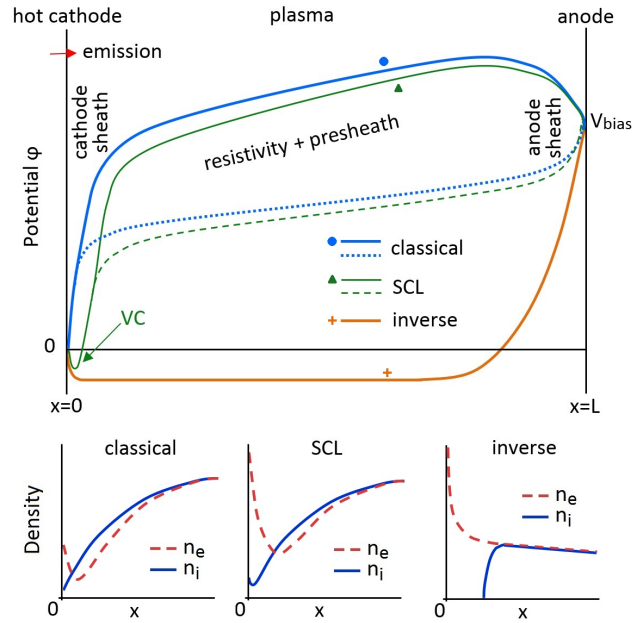 hot cathode
plasma
anode
emission
cathode
sheath
resistivity + presheath
anode
sheath
V_bias
Potential φ
classical
SCL
inverse
VC
0
x=0
x=L
classical
SCL
inverse
Density
n_e
n_i
0
x
n_e
n_i
0
x
n_e
n_i
0
x